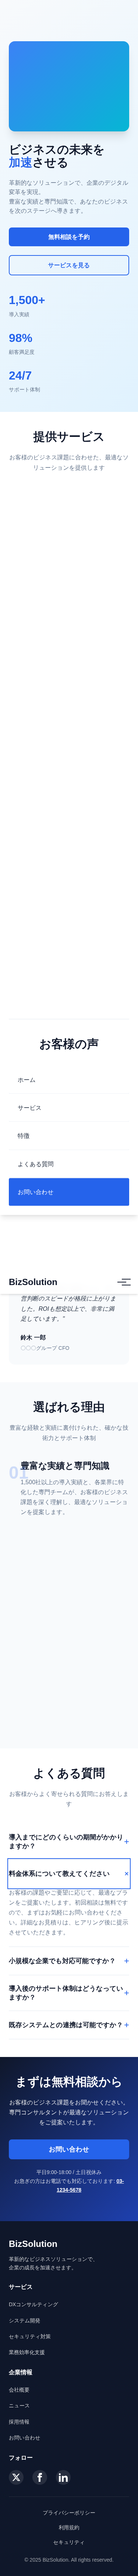 ビジネスの未来を
加速させる
革新的なソリューションで、企業のデジタル
変革を実現。
豊富な実績と専門知識で、あなたのビジネス
を次のステージへ導きます。
無料相談を予約
サービスを見る
1,500+
導入実績
98%
顧客満足度
24/7
サポート体制
提供サービス
お客様のビジネス課題に合わせた、最適なソ
リューションを提供します
お客様の声
ホーム
サービス
特徴
よくある質問
お問い合わせ
BizSolution
営判断のスピードが格段に上がりま
した。ROIも想定以上で、非常に満
足しています。"
鈴木 一郎
〇〇〇グループ CFO
選ばれる理由
豊富な経験と実績に裏付けられた、確かな技
術力とサポート体制
01
豊富な実績と専門知識
1,500社以上の導入実績と、各業界に特
化した専門チームが、お客様のビジネス
課題を深く理解し、最適なソリューショ
ンを提案します。
よくある質問
お客様からよく寄せられる質問にお答えしま
す
導入までにどのくらいの期間がかかり
ますか？
+
料金体系について教えてください
×
お客様の課題やご要望に応じて、最適なプラ
ンをご提案いたします。初回相談は無料です
ので、まずはお気軽にお問い合わせくださ
い。詳細なお見積りは、ヒアリング後に提示
させていただきます。
小規模な企業でも対応可能ですか？
+
導入後のサポート体制はどうなってい
ますか？
+
既存システムとの連携は可能ですか？
+
まずは無料相談から
お客様のビジネス課題をお聞かせください。
専門コンサルタントが最適なソリューション
をご提案いたします。
お問い合わせ
平日9:00-18:00 / 土日祝休み
お急ぎの方はお電話でも対応しております: 03-
1234-5678
BizSolution
革新的なビジネスソリューションで、
企業の成長を加速させます。
サービス
DXコンサルティング
システム開発
セキュリティ対策
業務効率化支援
企業情報
会社概要
ニュース
採用情報
お問い合わせ
フォロー
プライバシーポリシー
利用規約
セキュリティ
© 2025 BizSolution. All rights reserved.